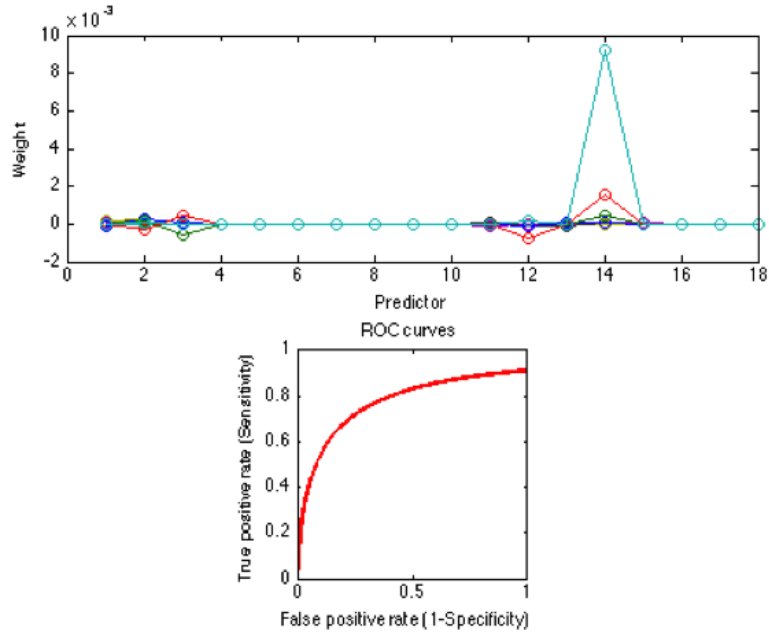 10 x 10⁻³
8
6
4
2
0
-2
Weight
0 2 4 6 8 10 12 14 16 18
Predictor
ROC curves
1
0.8
0.6
0.4
0.2
0
True positive rate (Sensitivity)
0 0.5 1
False positive rate (1-Specificity)